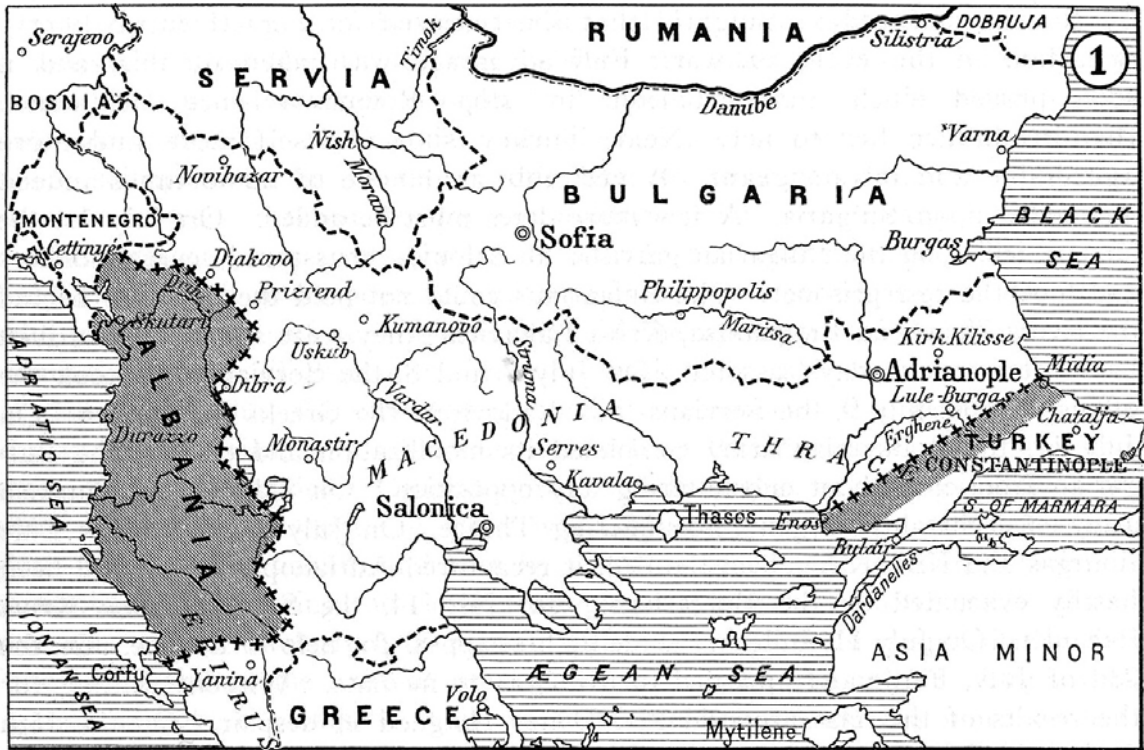 RUMANIA
DOBRUJA
Silistria
1
Serajevo
Timok
SERVIA
BOSNIA
Danube
Varna
Nish
Novibazar
Morava
BULGARIA
MONTENEGRO
BLACK
SEA
Cettinye
Sofia
Burgas
Diakovo
Drin
Prizrend
Philippopolis
Maritsa
Skutari
Kumanovo
Kirk Kilisse
Uskub
Struma
Adrianople
Midia
ADRIATIC SEA
ALBANIA
Dibra
Vardar
Lule-Burgas
Chatalja
Durazzo
MACEDONIA
Erghene
TURKEY
Monastir
Serres
THRACE
CONSTANTINOPLE
Kavala
Salonica
Thasos
Enos
S. OF MARMARA
Bulair
Dardanelles
IONIAN SEA
Corfu
EPIR
Yanina
ÆGEAN SEA
ASIA MINOR
GREECE
Volo
Mytilene